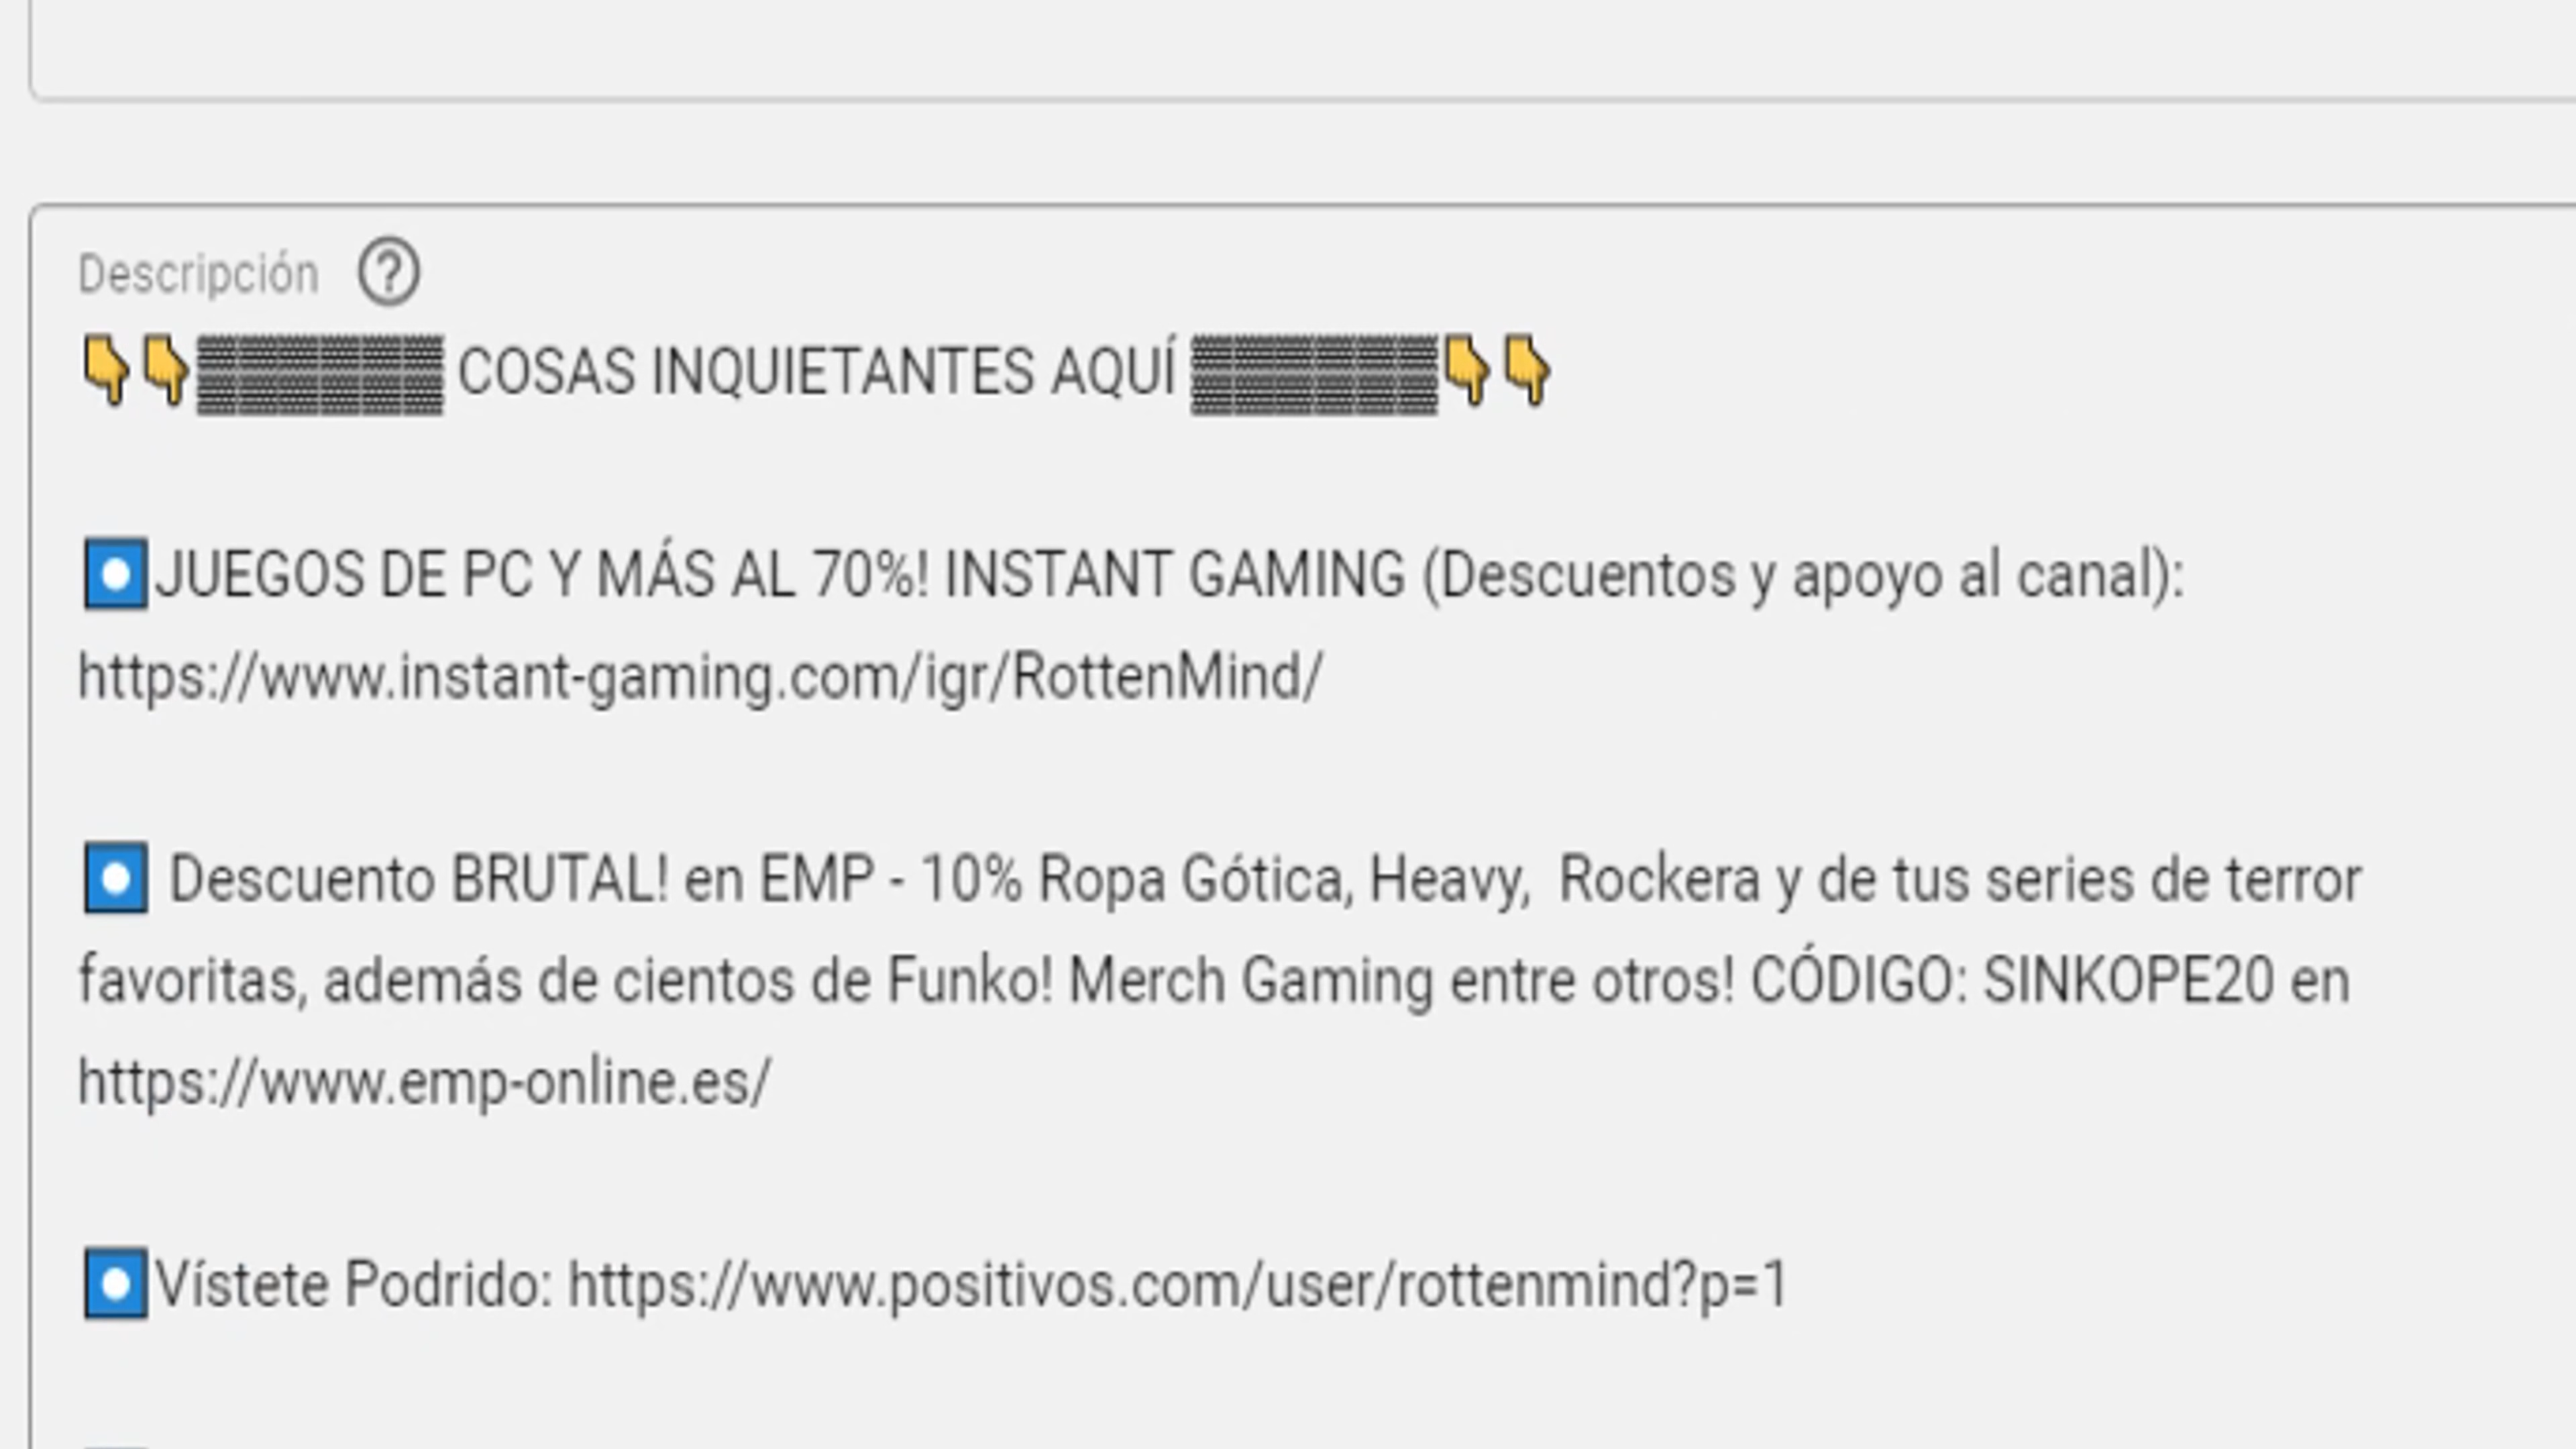 Descripción ?
👇👇▓▓▓▓▓▓ COSAS INQUIETANTES AQUÍ ▓▓▓▓▓▓👇👇
⏺JUEGOS DE PC Y MÁS AL 70%! INSTANT GAMING (Descuentos y apoyo al canal):
https://www.instant-gaming.com/igr/RottenMind/
⏺ Descuento BRUTAL! en EMP - 10% Ropa Gótica, Heavy,  Rockera y de tus series de terror
favoritas, además de cientos de Funko! Merch Gaming entre otros! CÓDIGO: SINKOPE20 en
https://www.emp-online.es/
⏺Vístete Podrido: https://www.positivos.com/user/rottenmind?p=1